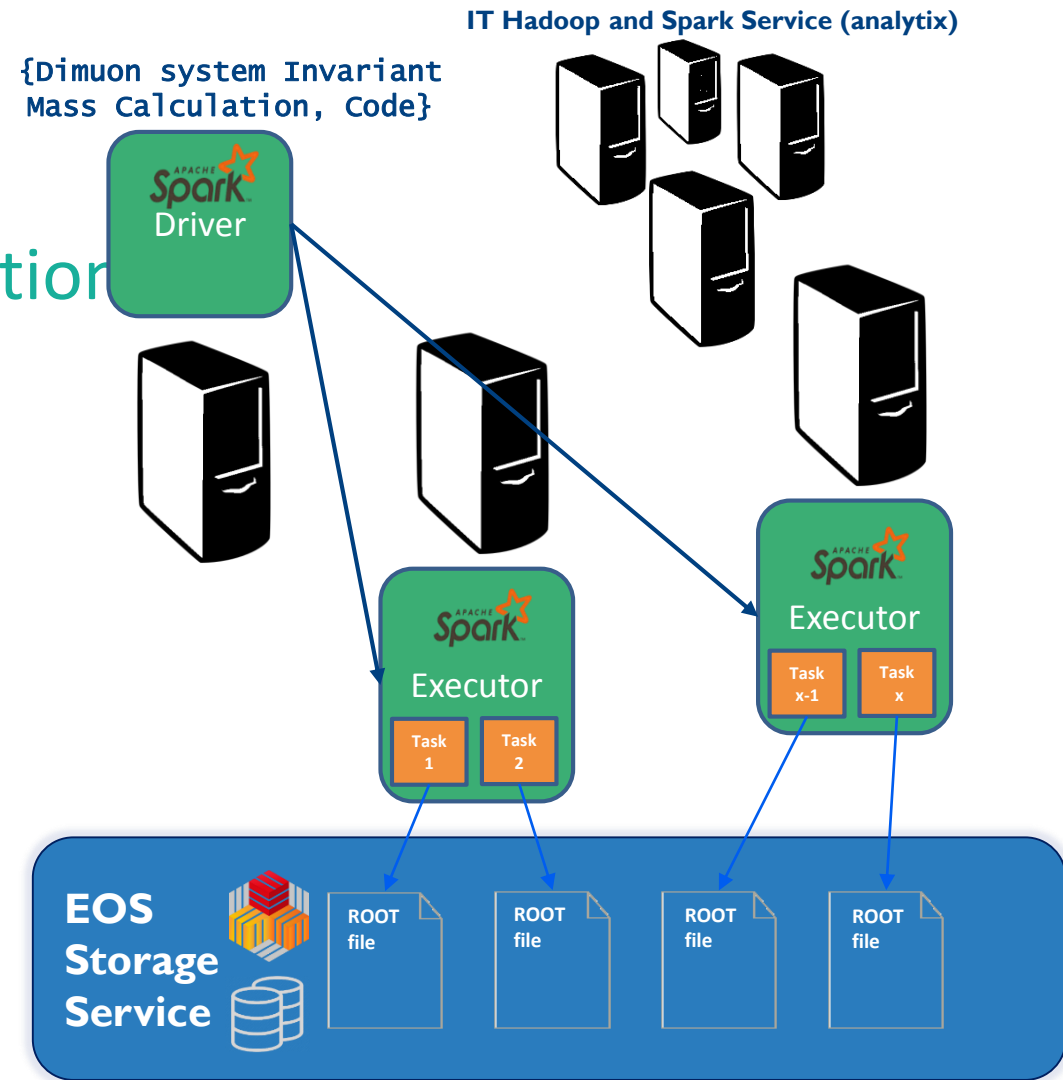 IT Hadoop and Spark Service (analytix)
{Dimuon system Invariant
Mass Calculation, Code}
APACHE
Spark
Driver
tion
APACHE
Spark
Executor
Task
1
Task
2
APACHE
Spark
Executor
Task
x-1
Task
x
EOS
Storage
Service
ROOT
file
ROOT
file
ROOT
file
ROOT
file